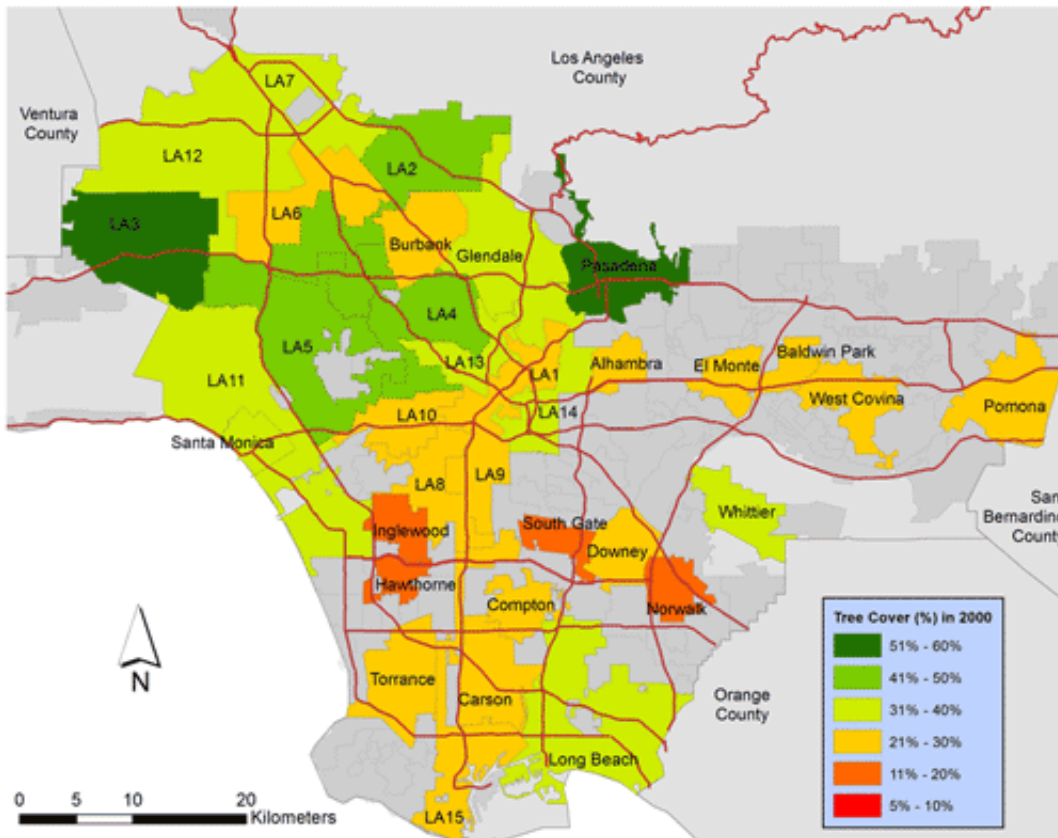 Los Angeles
County
LA7
Ventura
County
LA12
LA2
LA3
LA6
Burbank
Glendale
Pasadena
LA4
LA5
LA13
LA1
Alhambra
El Monte
Baldwin Park
LA11
West Covina
Pomona
LA10
LA14
Santa Monica
LA8
LA9
Whittier
San
Bernardino
County
Inglewood
South Gate
Downey
Hawthorne
Compton
Norwalk
Torrance
Carson
Orange
County
Long Beach
LA15
N
0 5 10 20
Kilometers
Tree Cover (%) in 2000
51% - 60%
41% - 50%
31% - 40%
21% - 30%
11% - 20%
5% - 10%